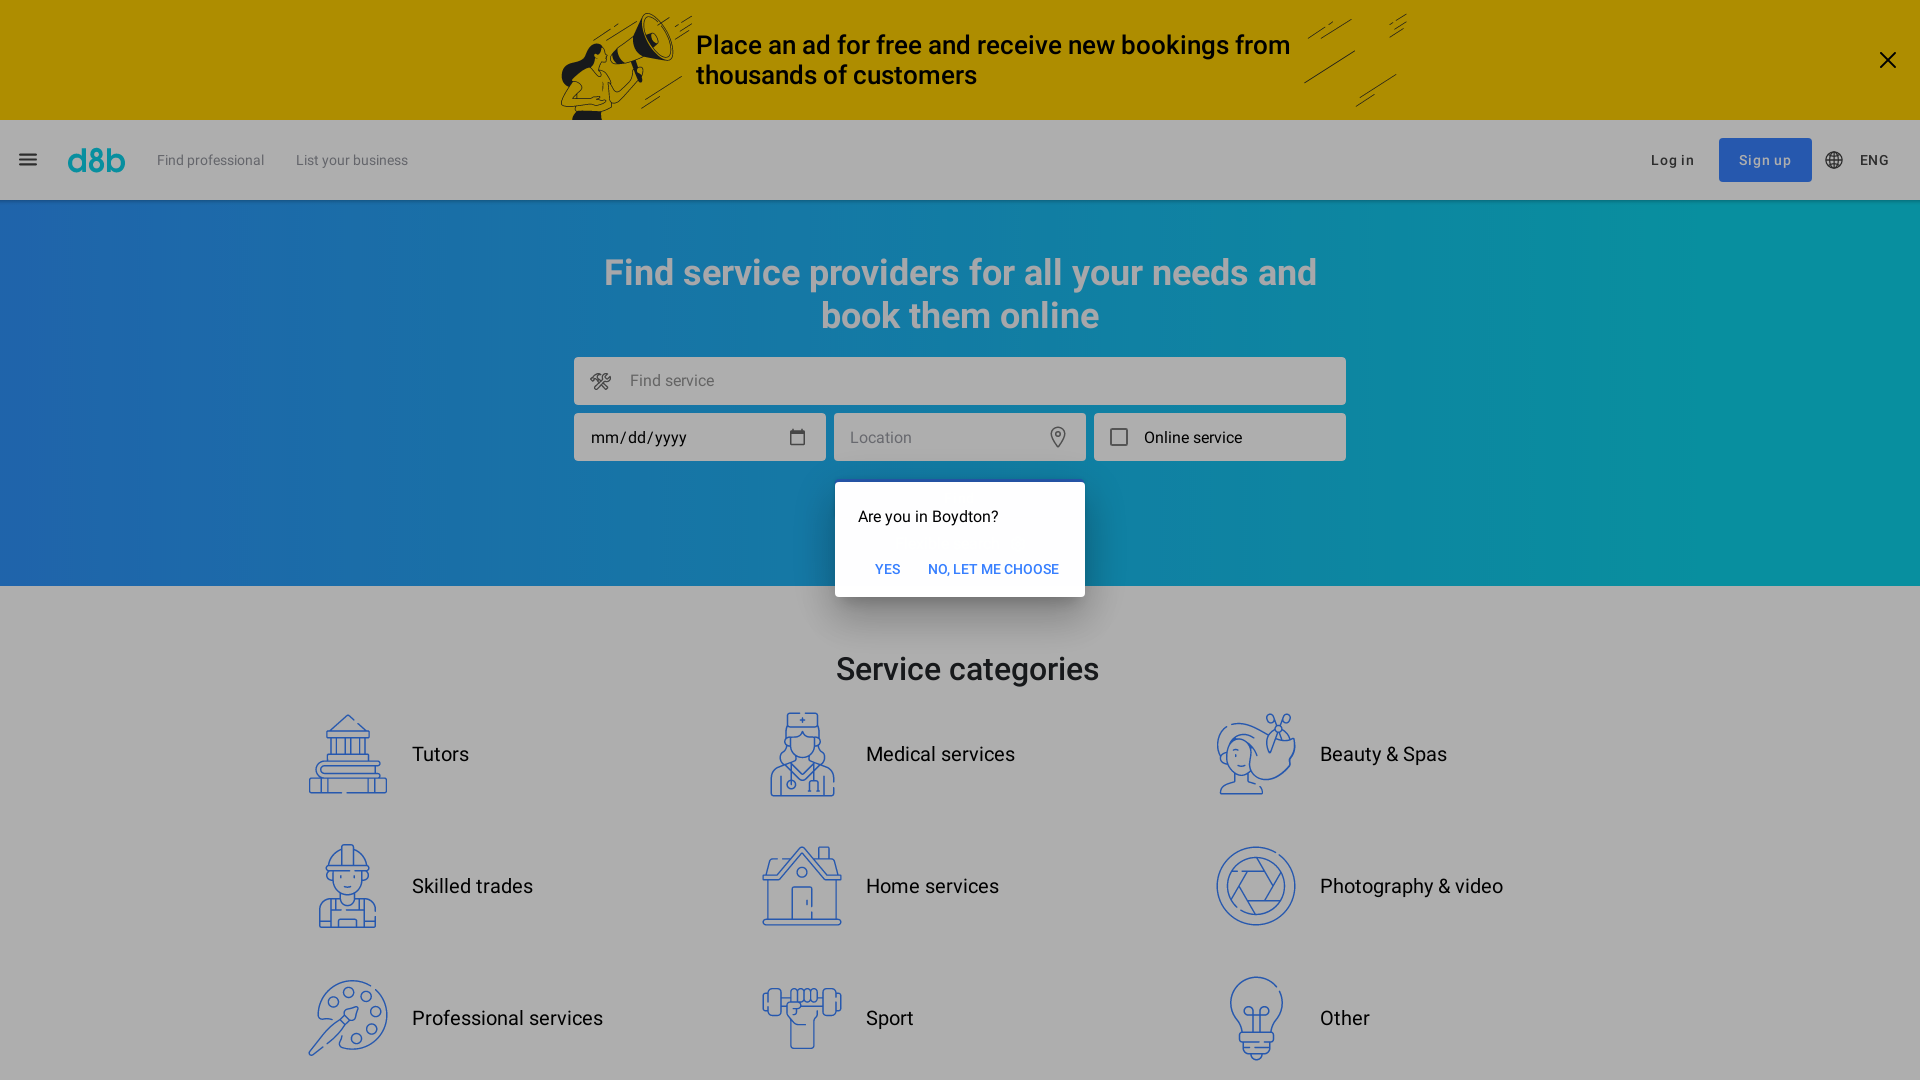 Place an ad for free and receive new bookings from
thousands of customers
d8b
Find professional
List your business
Log in
Sign up
ENG
Find service providers for all your needs and
book them online
Find service
mm/dd/yyyy
Location
Online service
Are you in Boydton?
YES
NO, LET ME CHOOSE
Service categories
Tutors
Medical services
Beauty & Spas
Skilled trades
Home services
Photography & video
Professional services
Sport
Other